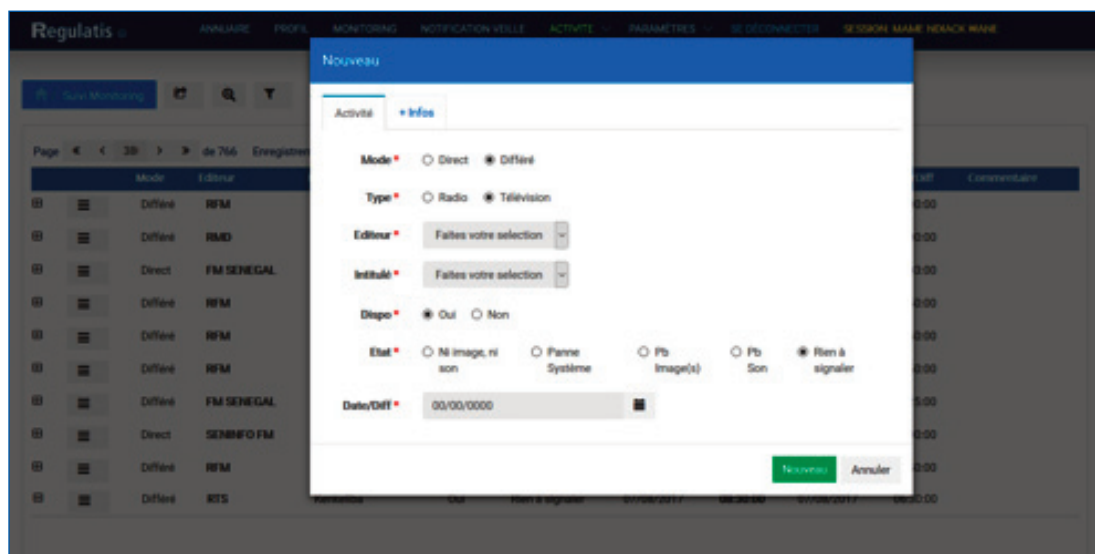 Regulatis
ANNUAIRE PROFIL MONITORING NOTIFICATION VEILLE ACTIVITE PARAMÈTRES SE DÉCONNECTER SESSION: MAME NDIACK WANE
Nouveau
Suivi Monitoring
Activité + Infos
Page 39 de 766
Mode * Direct Différé
Mode Editeur Commentaire
Type * Radio Télévision
Différé RFM
Editeur * Faites votre selection
Différé RMD
Intitulé * Faites votre selection
Direct FM SENEGAL
Dispo * Oui Non
Différé RFM
Différé RFM
Etat * Ni image, ni son Panne Système Pb Image(s) Pb Son Rien à signaler
Différé RFM
Date/Diff * 00/00/0000
Différé FM SENEGAL
Direct SENINFO FM
Différé RFM
Nouveau Annuler
Différé RTS Oui Rien à signaler 07/08/2017 07/08/2017